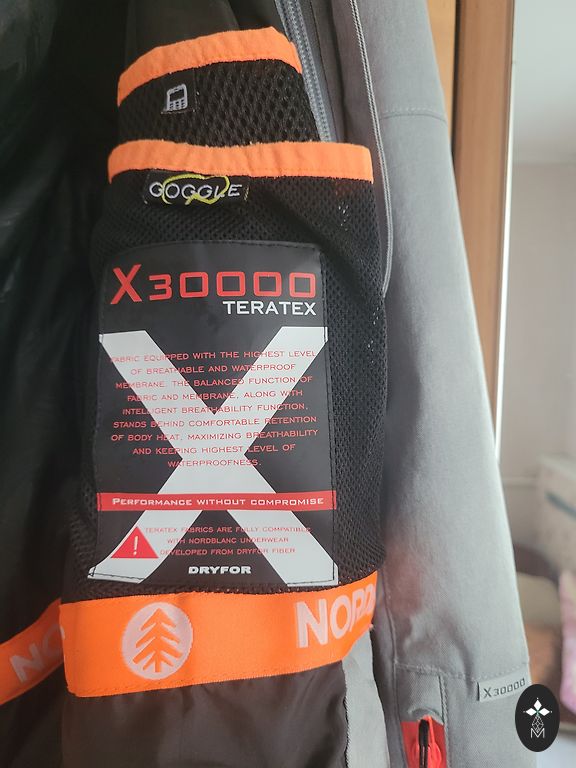 GOGGLE
X30000
TERATEX
FABRIC EQUIPPED WITH THE HIGHEST LEVEL
OF BREATHABLE AND WATERPROOF
MEMBRANE. THE BALANCED FUNCTION OF
FABRIC AND MEMBRANE, ALONG WITH
INTELLIGENT BREATHABILITY FUNCTION,
STANDS BEHIND COMFORTABLE RETENTION
OF BODY HEAT, MAXIMIZING BREATHABILITY
AND KEEPING HIGHEST LEVEL OF
WATERPROOFNESS.
PERFORMANCE WITHOUT COMPROMISE
!
TERATEX FABRICS ARE FULLY COMPATIBLE
WITH NORDBLANC UNDERWEAR
DEVELOPED FROM DRYFOR FIBER
DRYFOR
NO
NORD
X30000
M